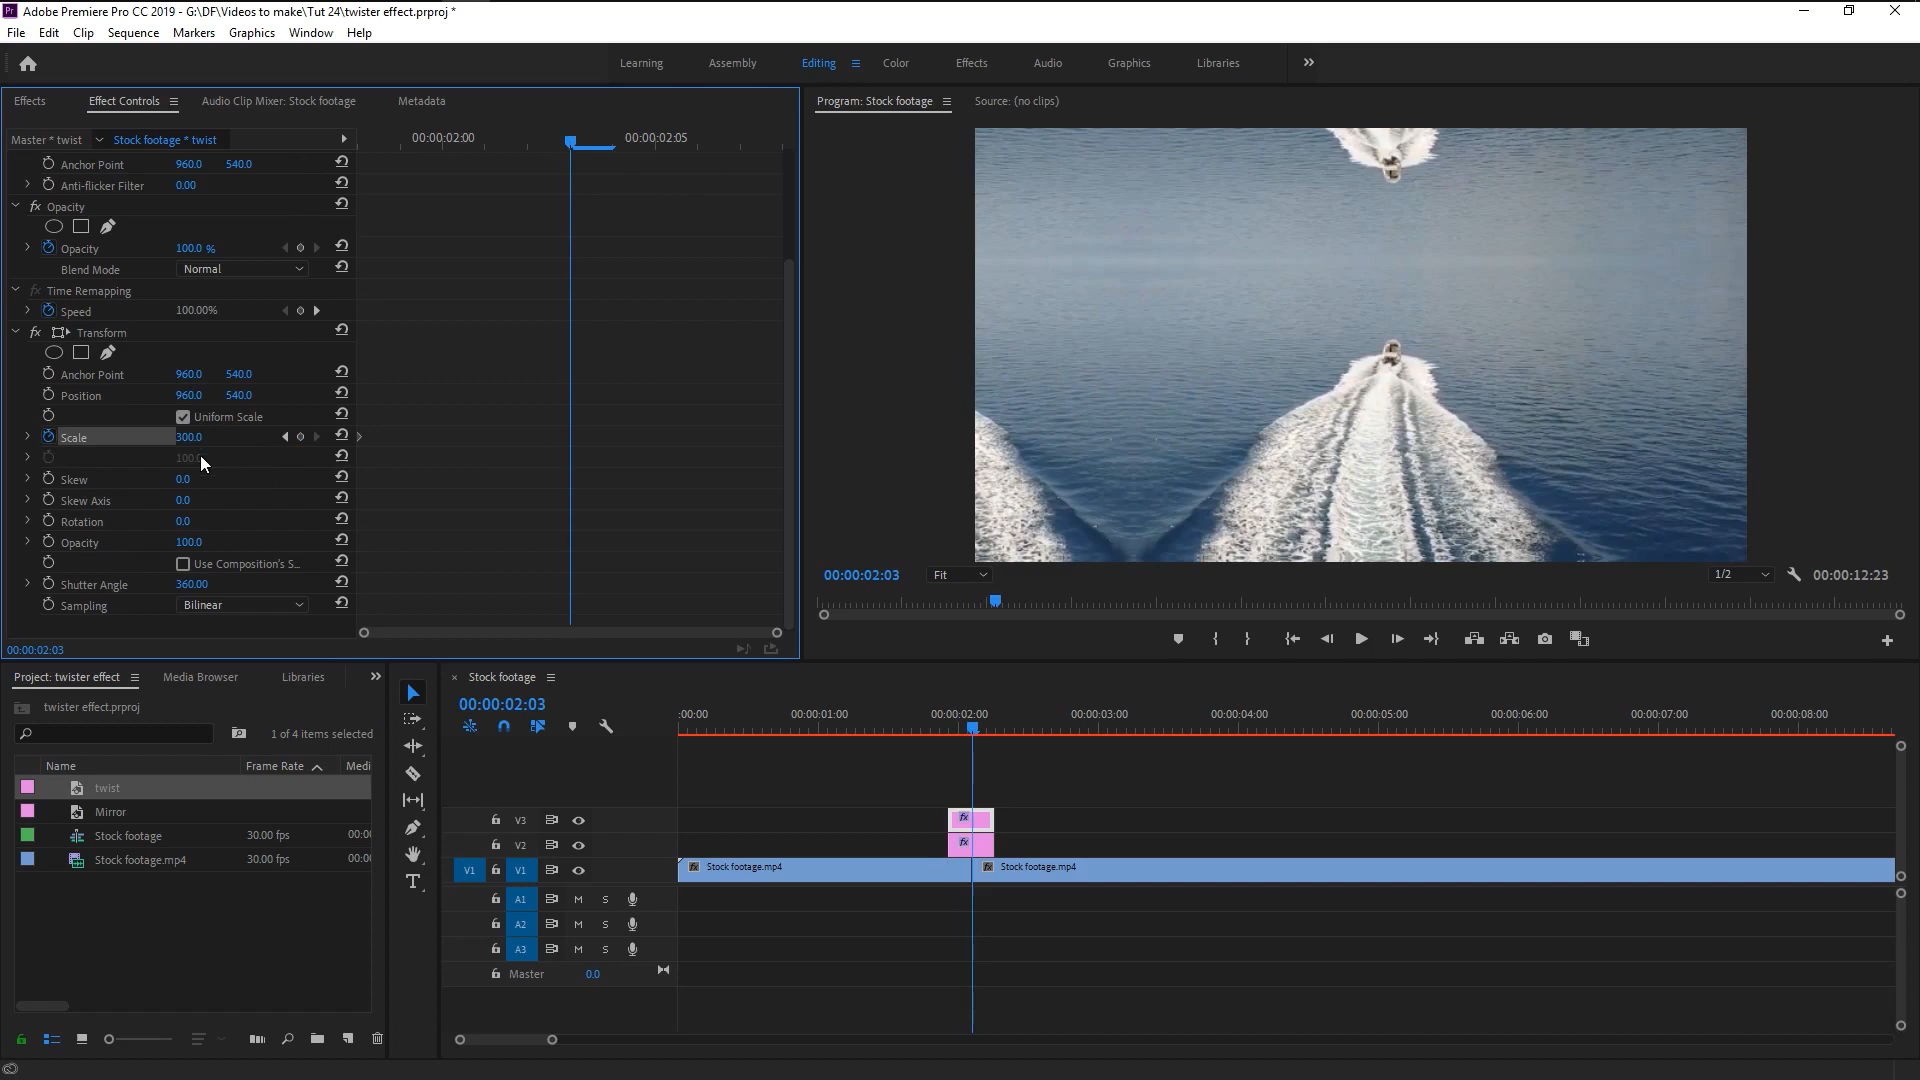 Pr Adobe Premiere Pro CC 2019 - G:\DF\Videos to make\Tut 24\twister effect.prproj *
File Edit Clip Sequence Markers Graphics Window Help
Learning Assembly Editing Color Effects Audio Graphics Libraries
Effects Effect Controls Audio Clip Mixer: Stock footage Metadata
Program: Stock footage Source: (no clips)
Master * twist Stock footage * twist 00:00:02:00 00:00:02:05
Anchor Point 960.0 540.0
Anti-flicker Filter 0.00
fx Opacity
Opacity 100.0 %
Blend Mode Normal
fx Time Remapping
Speed 100.00%
fx Transform
Anchor Point 960.0 540.0
Position 960.0 540.0
Uniform Scale
Scale 300.0
Skew 0.0
Skew Axis 0.0
Rotation 0.0
Opacity 100.0
Use Composition's S...
Shutter Angle 360.00
Sampling Bilinear
00:00:02:03
00:00:02:03 Fit 1/2 00:00:12:23
Project: twister effect Media Browser Libraries
twister effect.prproj
1 of 4 items selected
Name Frame Rate Medi
twist
Mirror
Stock footage 30.00 fps 00:0
Stock footage.mp4 30.00 fps 00:0
Stock footage
00:00:02:03
:00:00 00:00:01:00 00:00:02:00 00:00:03:00 00:00:04:00 00:00:05:00 00:00:06:00 00:00:07:00 00:00:08:00
V3 fx
V2 fx
V1 V1 fx Stock footage.mp4 fx Stock footage.mp4
A1 M S
A2 M S
A3 M S
Master 0.0